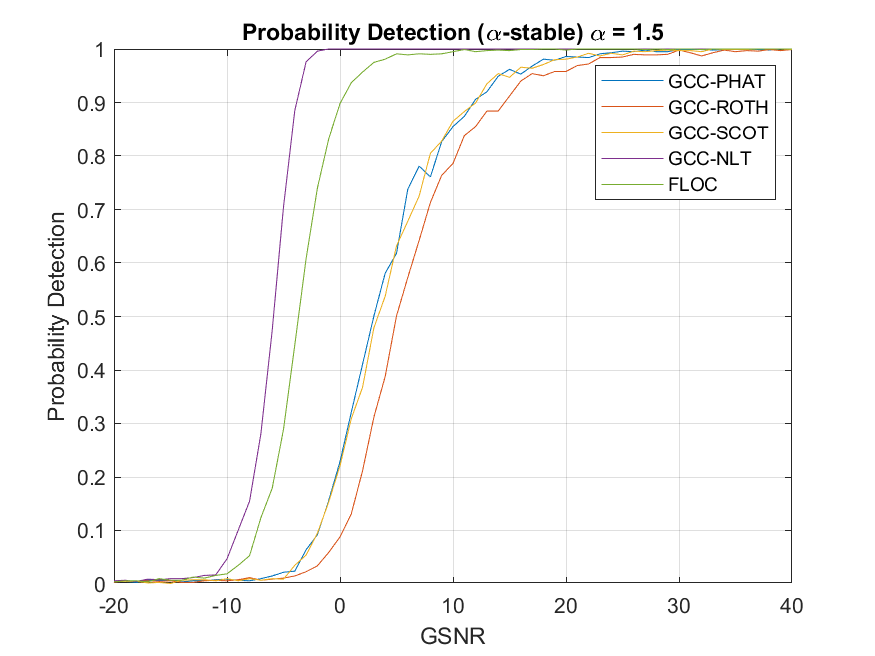 Probability Detection (α-stable) α = 1.5
1
0.9
0.8
0.7
0.6
0.5
0.4
0.3
0.2
0.1
0
Probability Detection
-20 -10 0 10 20 30 40
GSNR
GCC-PHAT
GCC-ROTH
GCC-SCOT
GCC-NLT
FLOC